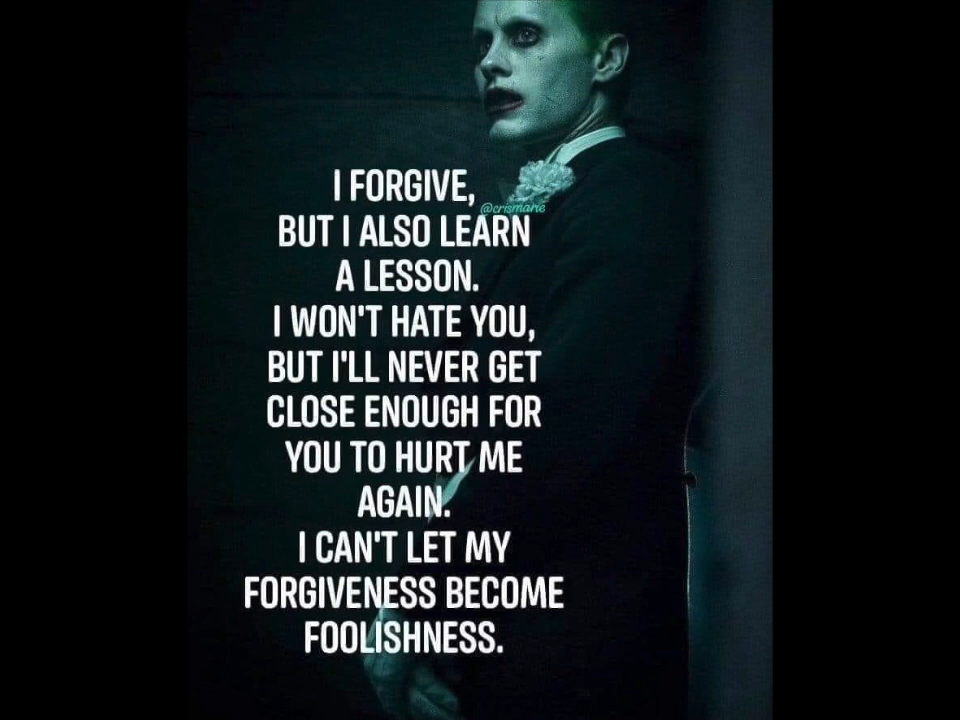 I FORGIVE,
@crismarie
BUT I ALSO LEARN
A LESSON.
I WON'T HATE YOU,
BUT I'LL NEVER GET
CLOSE ENOUGH FOR
YOU TO HURT ME
AGAIN.
I CAN'T LET MY
FORGIVENESS BECOME
FOOLISHNESS.